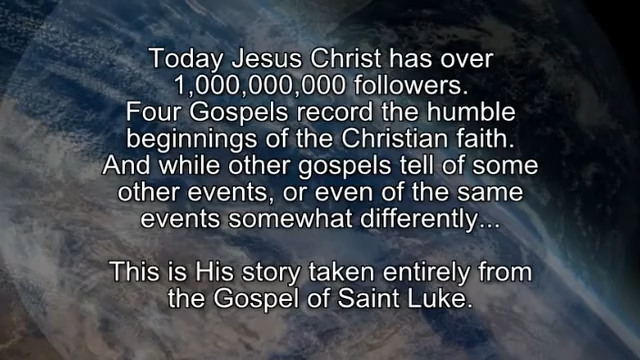 Today Jesus Christ has over
1,000,000,000 followers.
Four Gospels record the humble
beginnings of the Christian faith.
And while other gospels tell of some
other events, or even of the same
events somewhat differently...
This is His story taken entirely from
the Gospel of Saint Luke.